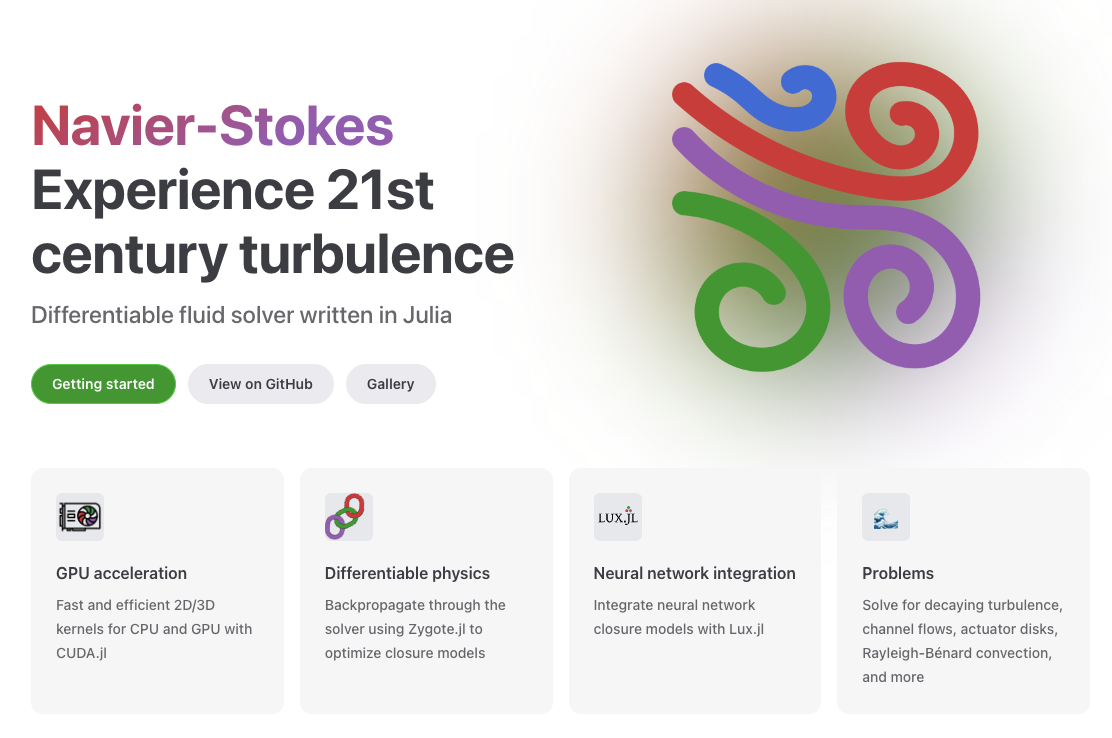 Navier-Stokes
Experience 21st
century turbulence
Differentiable fluid solver written in Julia
Getting started
View on GitHub
Gallery
GPU acceleration
Fast and efficient 2D/3D
kernels for CPU and GPU with
CUDA.jl
Differentiable physics
Backpropagate through the
solver using Zygote.jl to
optimize closure models
LUX.JL
Neural network integration
Integrate neural network
closure models with Lux.jl
Problems
Solve for decaying turbulence,
channel flows, actuator disks,
Rayleigh-Bénard convection,
and more